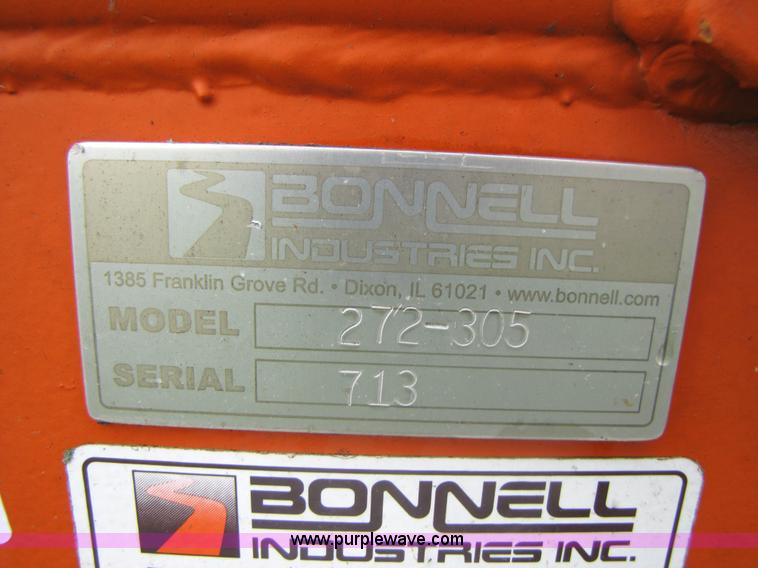 BONNELL
INDUSTRIES INC.
1385 Franklin Grove Rd. • Dixon, IL 61021 • www.bonnell.com
MODEL 272-305
SERIAL 713
BONNELL
INDUSTRIES INC.
www.purplewave.com